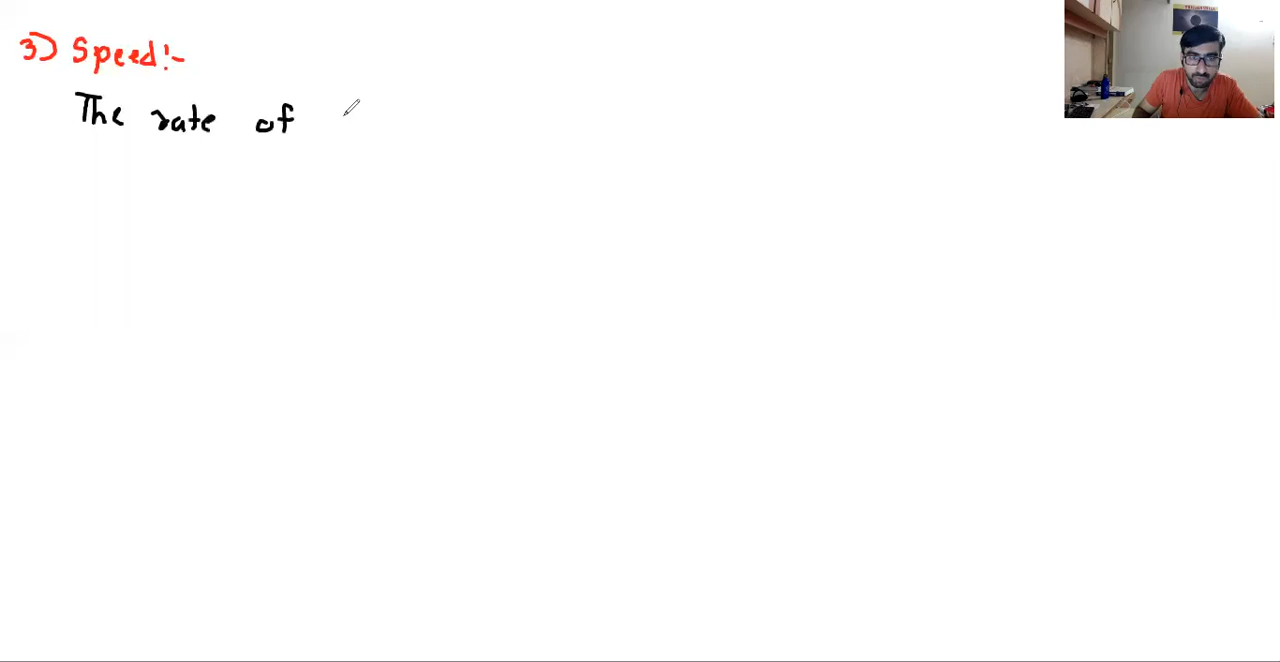 3) Speed:-
The rate of